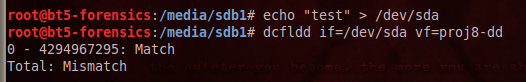 root@bt5-forensics:/media/sdb1# echo "test" > /dev/sda
root@bt5-forensics:/media/sdb1# dcfldd if=/dev/sda vf=proj8-dd
0 - 4294967295: Match
Total: Mismatch